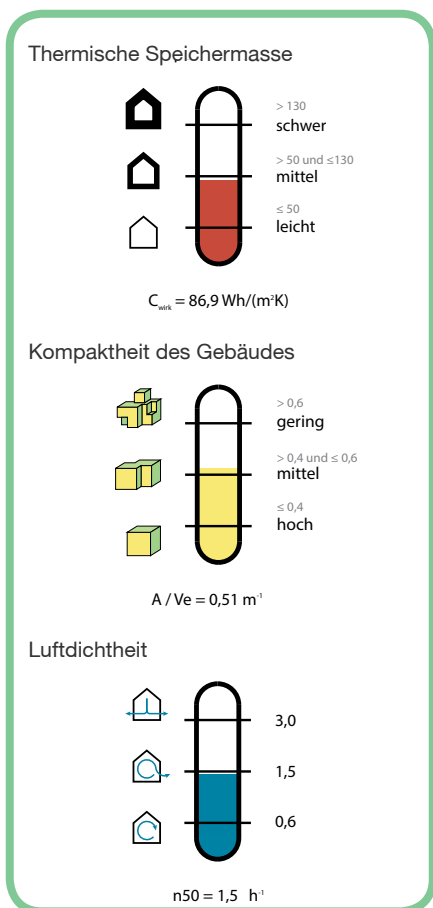 Thermische Speichermasse
> 130
schwer
> 50 und ≤130
mittel
≤ 50
leicht
C wirk = 86,9 Wh/(m²K)
Kompaktheit des Gebäudes
> 0,6
gering
> 0,4 und ≤ 0,6
mittel
≤ 0,4
hoch
A / Ve = 0,51 m⁻¹
Luftdichtheit
3,0
1,5
0,6
n50 = 1,5 h⁻¹